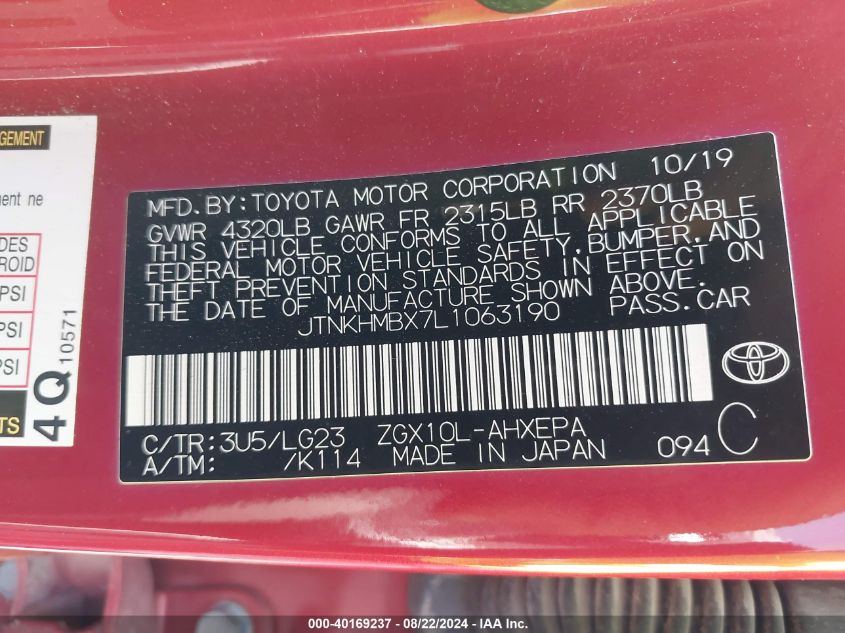 GEMENT
nent ne
DES
ROID
PSI
PSI
PSI
TS
4Q 10571
MFD.BY:TOYOTA MOTOR CORPORATION 10/19
GVWR 4320LB GAWR FR 2315LB RR 2370LB
THIS VEHICLE CONFORMS TO ALL APPLICABLE
FEDERAL MOTOR VEHICLE SAFETY,BUMPER,AND
THEFT PREVENTION STANDARDS IN EFFECT ON
THE DATE OF MANUFACTURE SHOWN ABOVE.
JTNKHMBX7L1063190 PASS.CAR
C/TR:3U5/LG23 ZGX10L-AHXEPA 094 C
A/TM: /K114 MADE IN JAPAN
000-40169237 - 08/22/2024 - IAA, Inc.